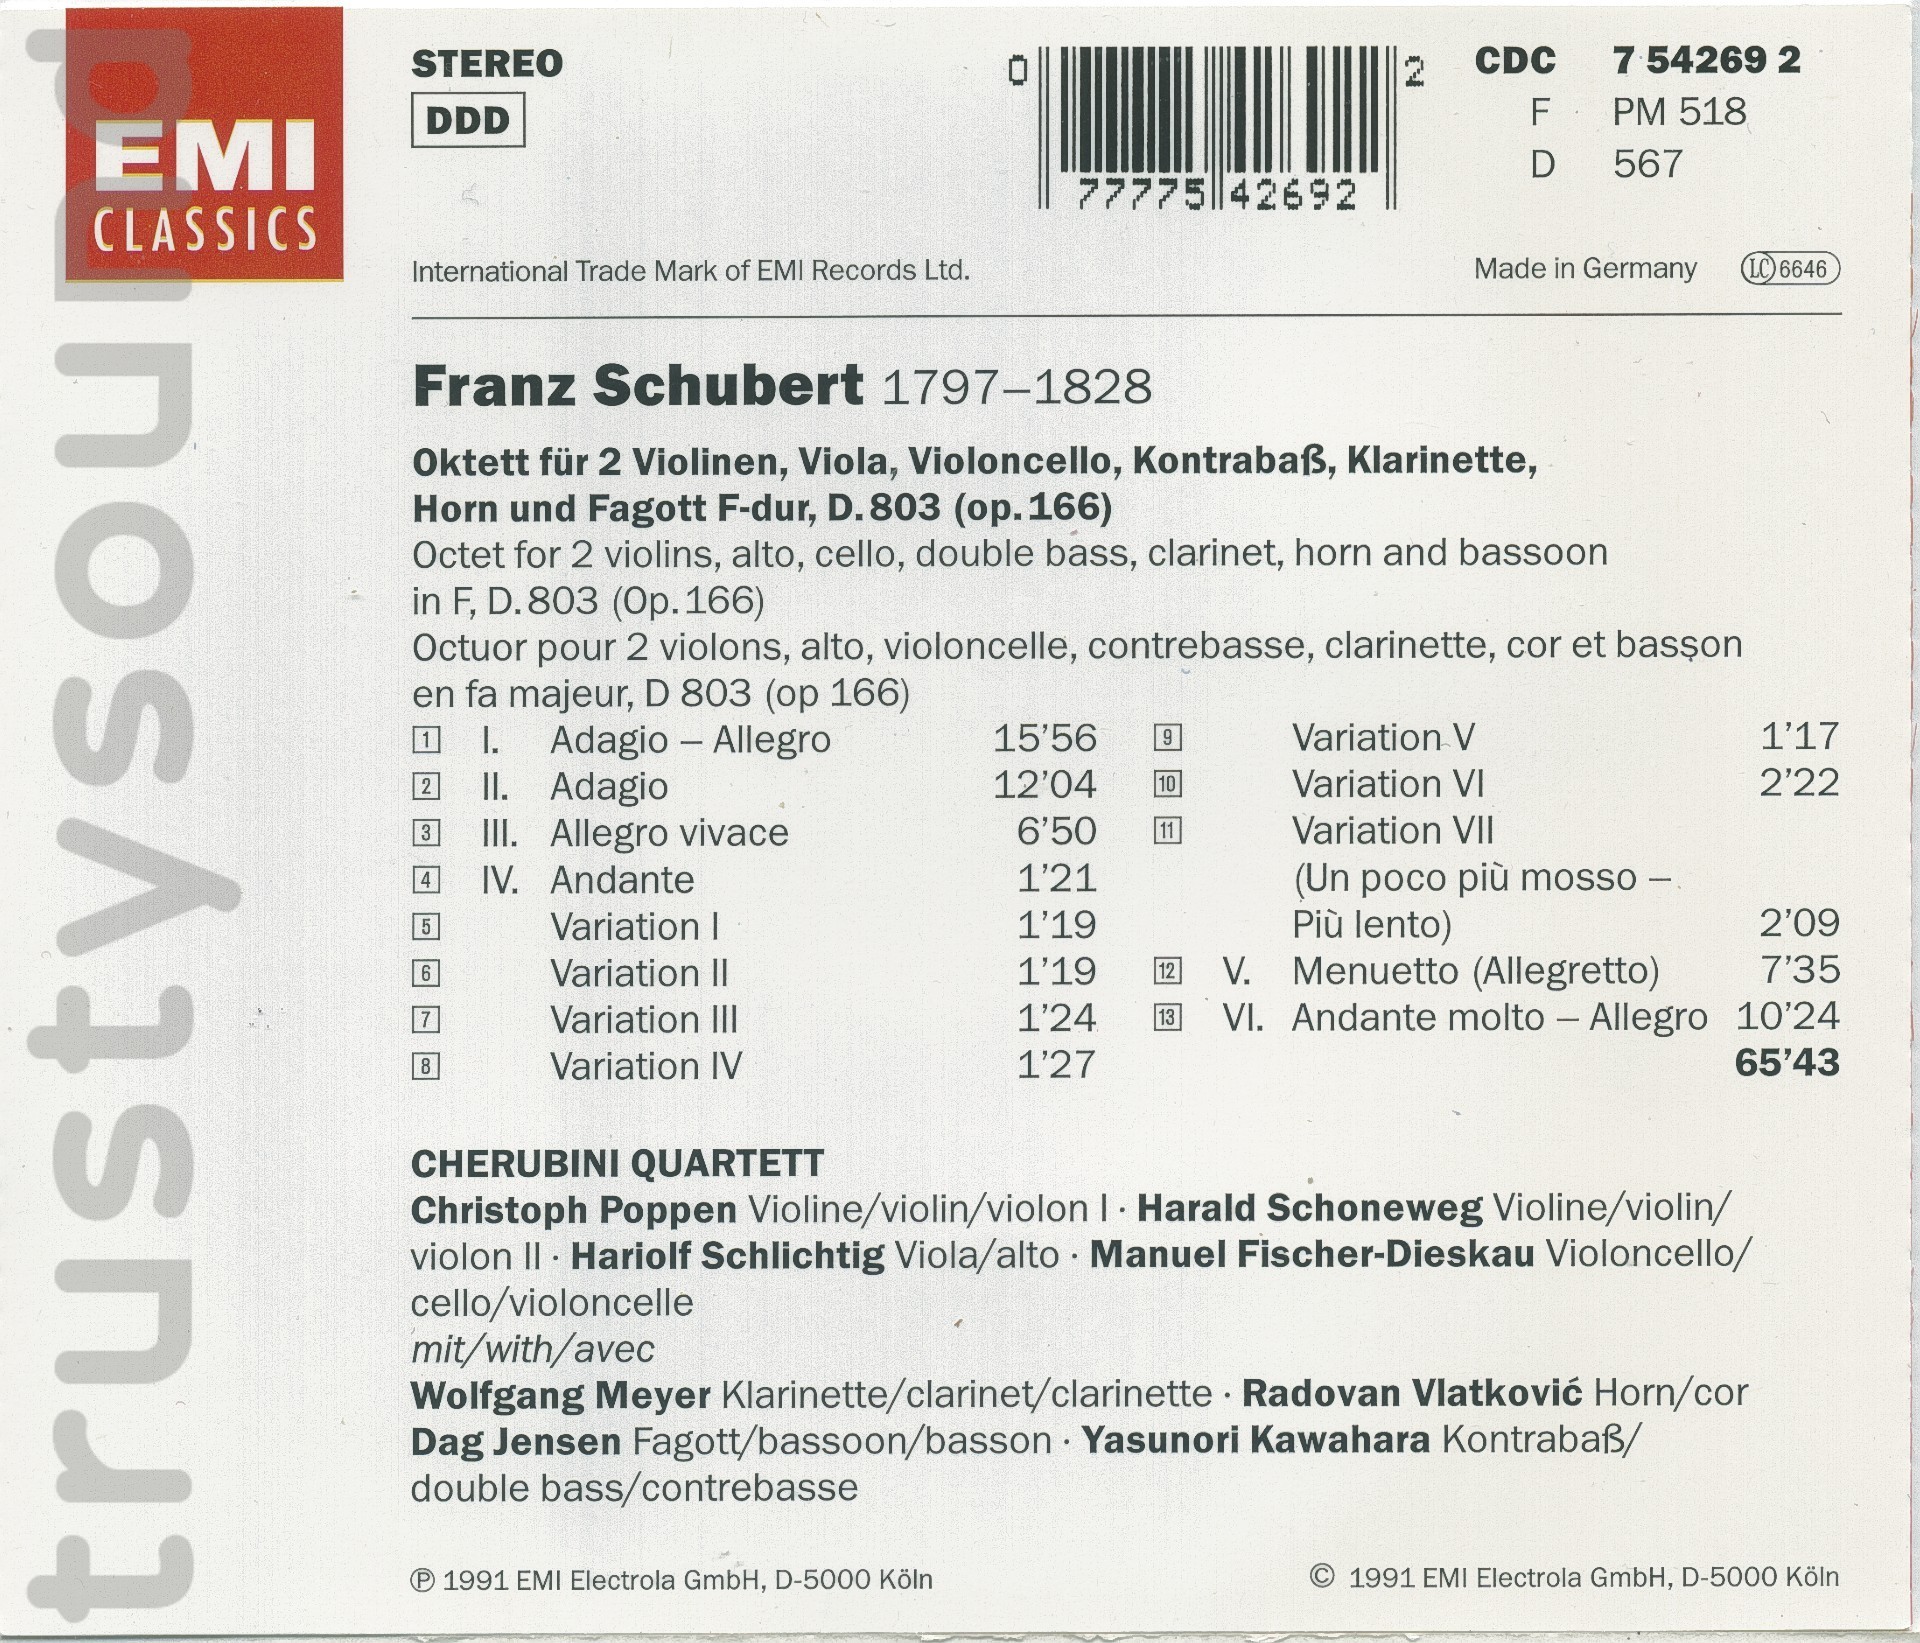 trustysound
EMI
CLASSICS
STEREO
DDD
0 77775 42692 2
CDC 7 54269 2
F PM 518
D 567
International Trade Mark of EMI Records Ltd.
Made in Germany LC 6646
Franz Schubert 1797–1828
Oktett für 2 Violinen, Viola, Violoncello, Kontrabaß, Klarinette,
Horn und Fagott F-dur, D. 803 (op. 166)
Octet for 2 violins, alto, cello, double bass, clarinet, horn and bassoon
in F, D. 803 (Op. 166)
Octuor pour 2 violons, alto, violoncelle, contrebasse, clarinette, cor et basson
en fa majeur, D 803 (op 166)
1 I. Adagio – Allegro 15'56
2 II. Adagio 12'04
3 III. Allegro vivace 6'50
4 IV. Andante 1'21
5 Variation I 1'19
6 Variation II 1'19
7 Variation III 1'24
8 Variation IV 1'27
9 Variation V 1'17
10 Variation VI 2'22
11 Variation VII
(Un poco più mosso –
Più lento) 2'09
12 V. Menuetto (Allegretto) 7'35
13 VI. Andante molto – Allegro 10'24
65'43
CHERUBINI QUARTETT
Christoph Poppen Violine/violin/violon I · Harald Schoneweg Violine/violin/
violon II · Hariolf Schlichtig Viola/alto · Manuel Fischer-Dieskau Violoncello/
cello/violoncelle
mit/with/avec
Wolfgang Meyer Klarinette/clarinet/clarinette · Radovan Vlatković Horn/cor
Dag Jensen Fagott/bassoon/basson · Yasunori Kawahara Kontrabaß/
double bass/contrebasse
℗ 1991 EMI Electrola GmbH, D-5000 Köln
© 1991 EMI Electrola GmbH, D-5000 Köln